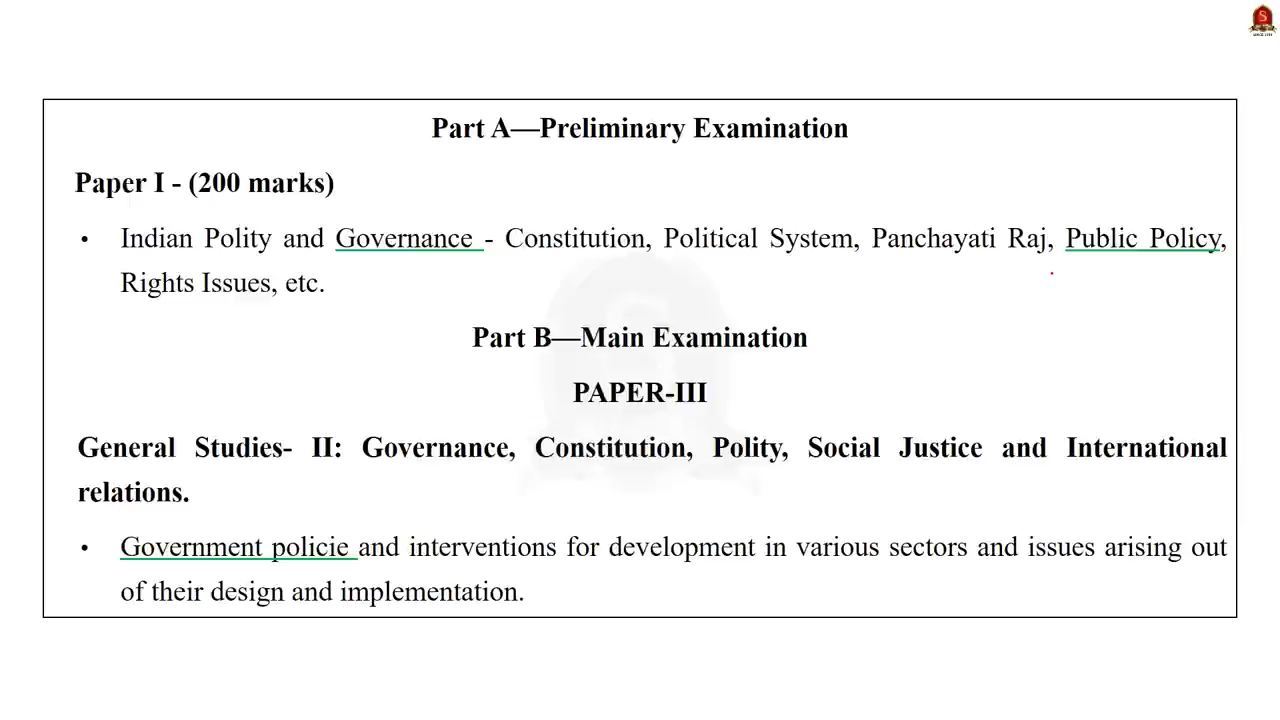 Part A—Preliminary Examination
Paper I - (200 marks)
• Indian Polity and Governance - Constitution, Political System, Panchayati Raj, Public Policy,
Rights Issues, etc.
Part B—Main Examination
PAPER-III
General Studies- II: Governance, Constitution, Polity, Social Justice and International
relations.
• Government policie and interventions for development in various sectors and issues arising out
of their design and implementation.